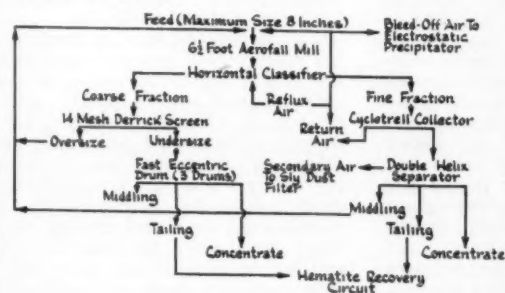 Feed (Maximum Size 8 Inches)
Bleed-Off Air To
Electrostatic
Precipitator
6½ Foot Aerofall Mill
Horizontal Classifier
Coarse Fraction
Reflux
Air
Fine Fraction
14 Mesh Derrick Screen
Return
Air
Cycletrell Collector
Oversize
Undersize
Fast Eccentric
Drum (3 Drums)
Secondary Air
To Sly Dust
Filter
Double Helix
Separator
Middling
Tailing
Concentrate
Middling
Tailing
Concentrate
Hematite Recovery
Circuit